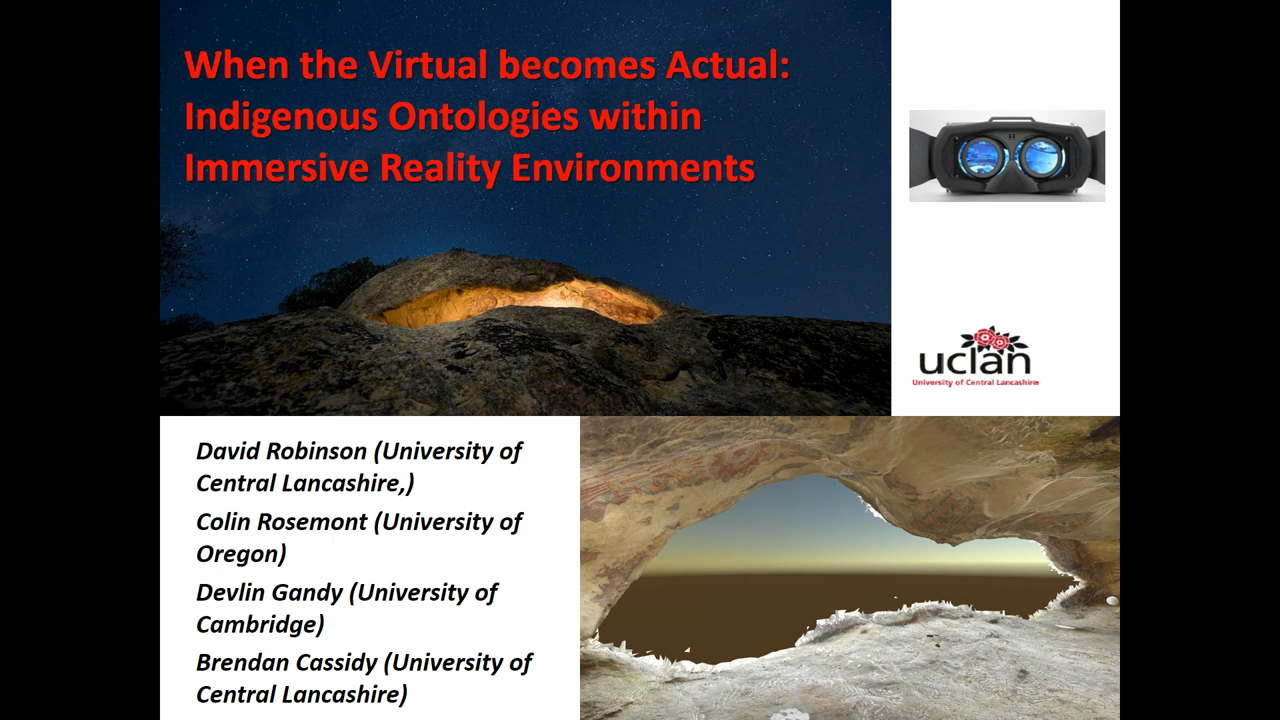 When the Virtual becomes Actual:
Indigenous Ontologies within
Immersive Reality Environments
uclan
University of Central Lancashire
David Robinson (University of
Central Lancashire,)
Colin Rosemont (University of
Oregon)
Devlin Gandy (University of
Cambridge)
Brendan Cassidy (University of
Central Lancashire)